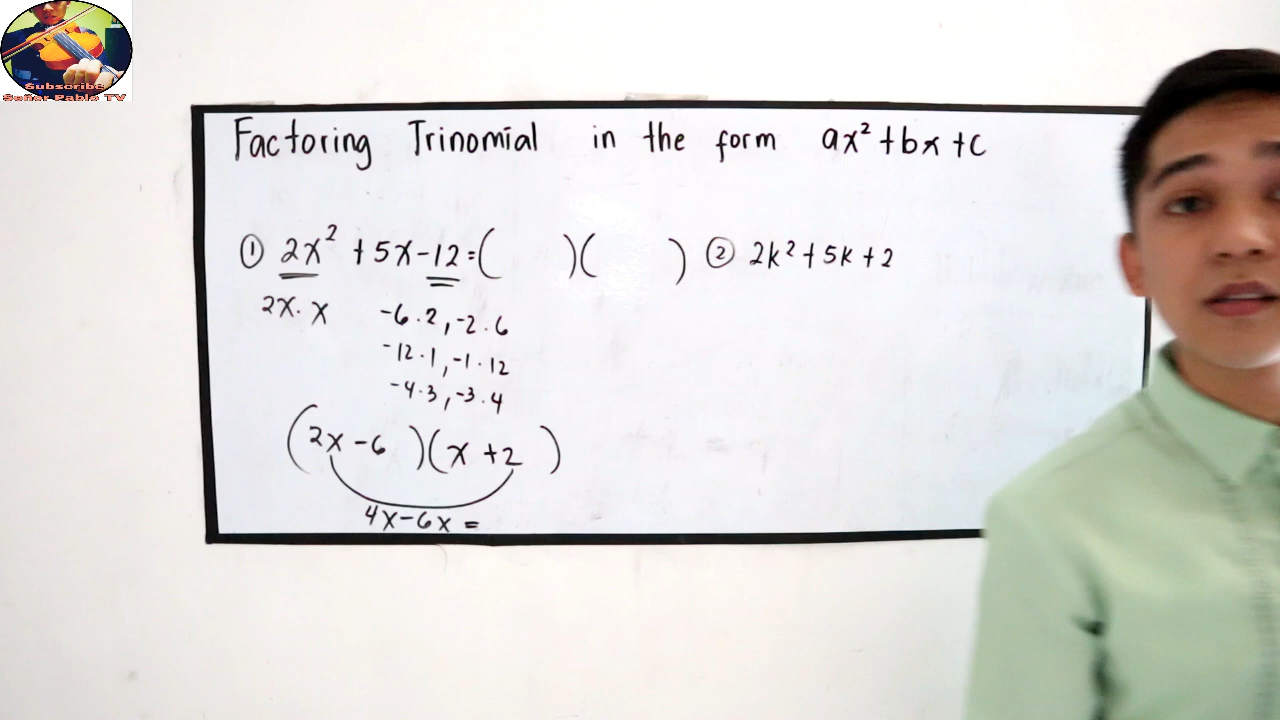 Subscribe
Señor Pablo TV
Factoring Trinomial in the form ax² + bx + c
① 2x² + 5x - 12 = (    )(    )
2x · x
-6 · 2, -2 · 6
-12 · 1, -1 · 12
-4 · 3, -3 · 4
(2x - 6 )(x + 2 )
4x - 6x =
② 2k² + 5k + 2